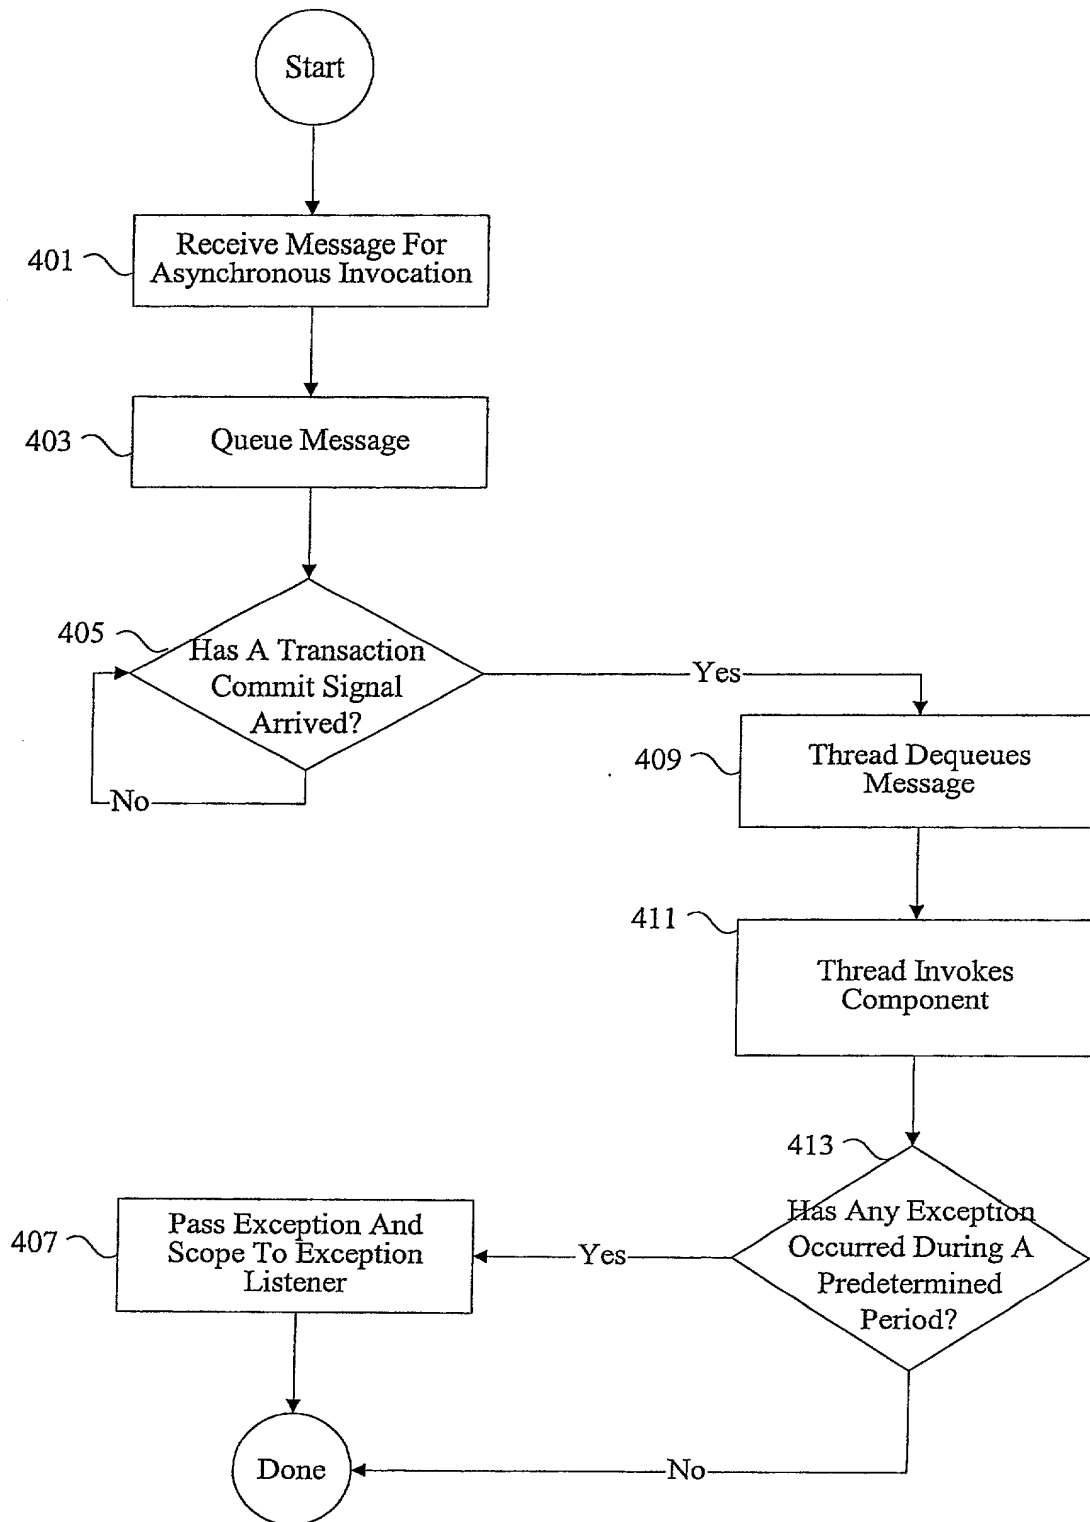 Start
401
Receive Message For
Asynchronous Invocation
403
Queue Message
405
Has A Transaction
Commit Signal
Arrived?
Yes
No
409
Thread Dequeues
Message
411
Thread Invokes
Component
413
Has Any Exception
Occurred During A
Predetermined
Period?
Yes
407
Pass Exception And
Scope To Exception
Listener
No
Done